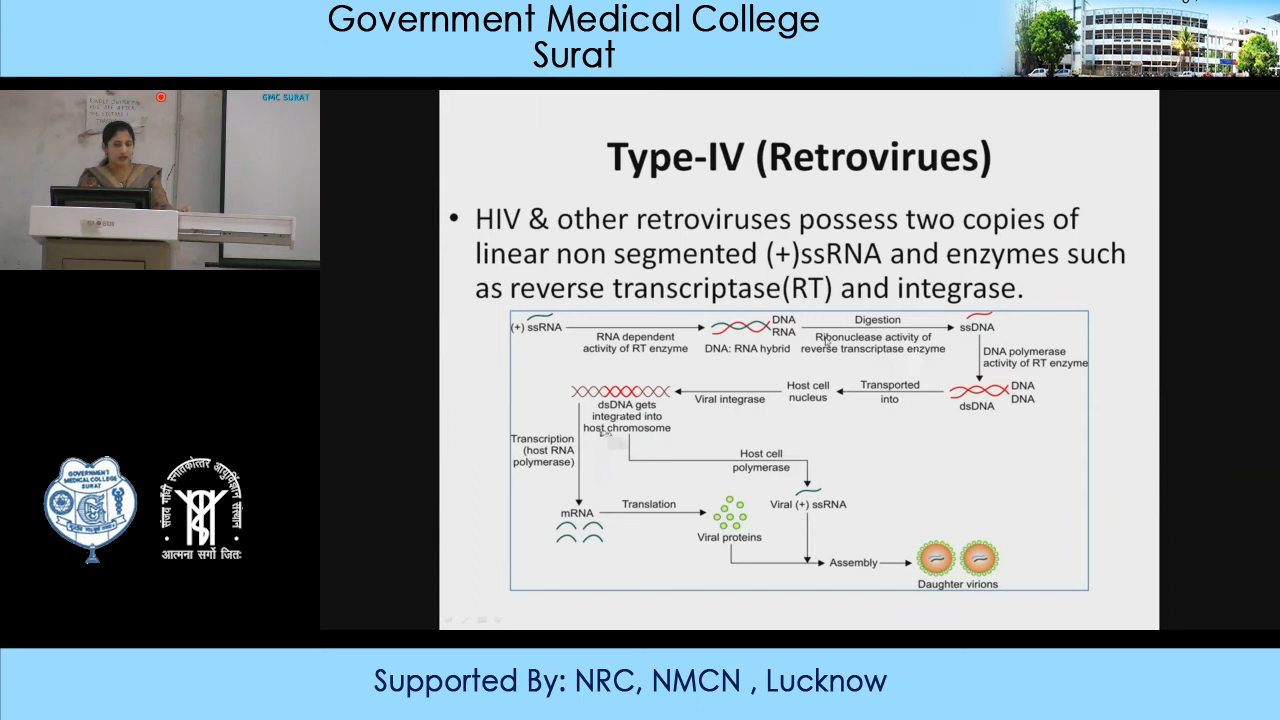 Government Medical College
Surat
GMC SURAT
Type-IV (Retrovirues)
• HIV & other retroviruses possess two copies of
linear non segmented (+)ssRNA and enzymes such
as reverse transcriptase(RT) and integrase.
(+) ssRNA
RNA dependent
activity of RT enzyme
DNA
RNA
DNA: RNA hybrid
Digestion
Ribonuclease activity of
reverse transcriptase enzyme
ssDNA
DNA polymerase
activity of RT enzyme
DNA
DNA
dsDNA
Transported
into
Host cell
nucleus
Viral integrase
dsDNA gets
integrated into
host chromosome
Transcription
(host RNA
polymerase)
Host cell
polymerase
mRNA
Translation
Viral proteins
Viral (+) ssRNA
Assembly
Daughter virions
GOVERNMENT
MEDICAL COLLEGE
SURAT
संजय गाँधी स्नातकोत्तर आयुर्विज्ञान संस्थान
आत्मना सर्गो जितः
Supported By: NRC, NMCN , Lucknow